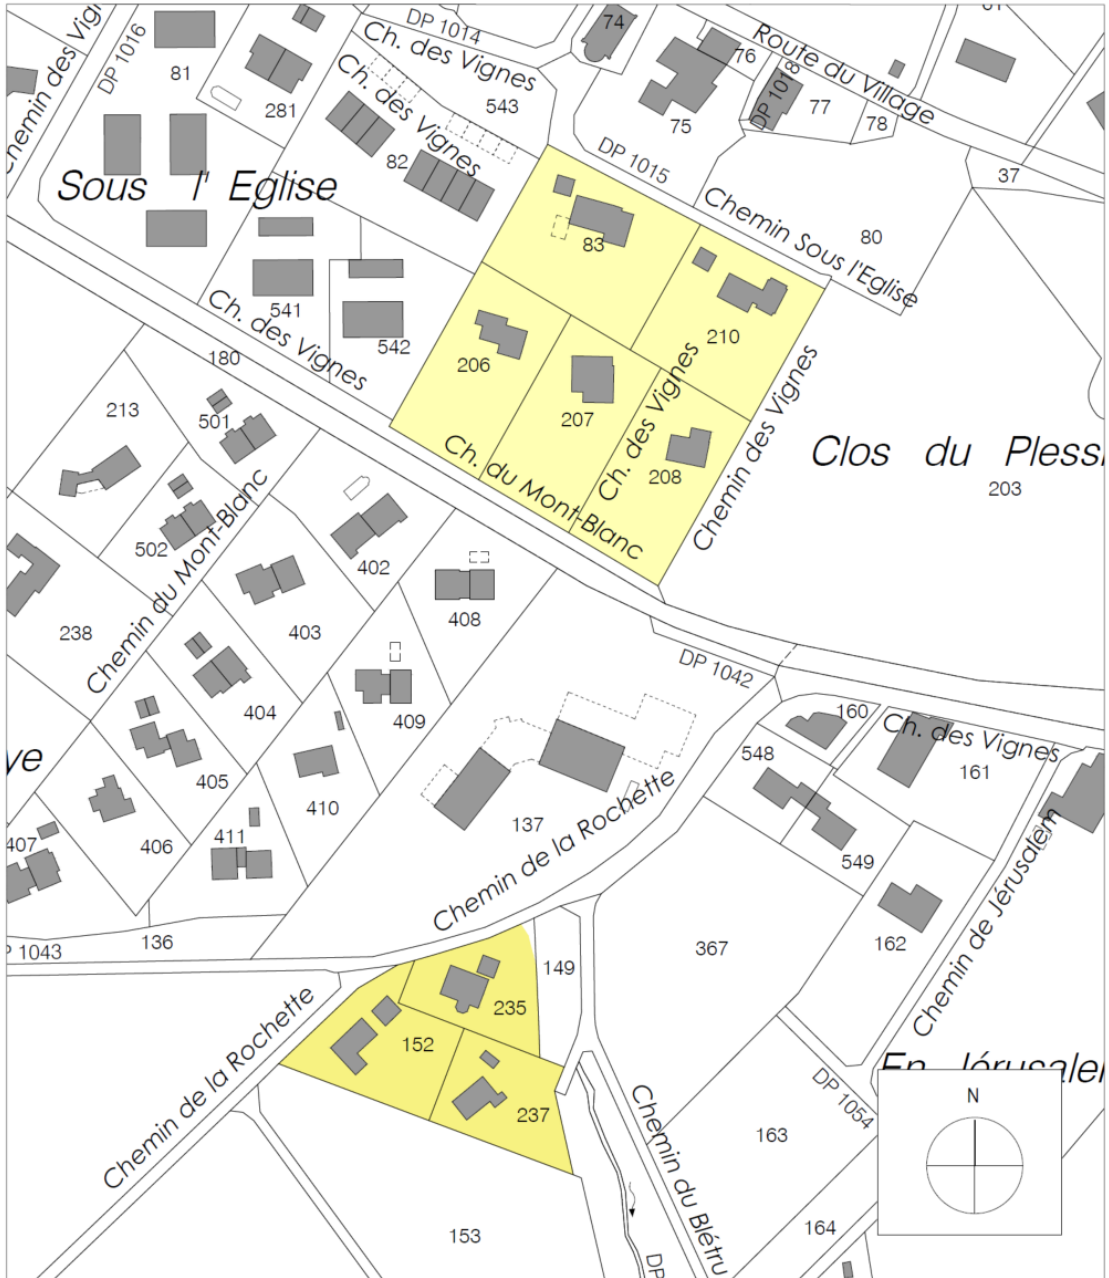 Chemin des Vign
DP 1016
81
281
DP 1014
Ch. des Vignes
Ch. des Vignes
543
82
74
76
75
DP 1018
77
78
Route du Village
37
DP 1015
Chemin Sous l'Eglise
80
Sous l' Eglise
541
542
Ch. des Vignes
180
83
210
206
207
208
Ch. des Vignes
Ch. du Mont-Blanc
Chemin des Vignes
Clos du Plessi
203
213
501
502
Chemin du Mont-Blanc
402
403
408
238
404
409
405
410
406
411
407
ye
DP 1042
160
Ch. des Vignes
161
548
549
137
Chemin de la Rochette
162
Chemin de Jérusalem
367
136
P 1043
149
235
152
237
Chemin de la Rochette
En Jérusaler
DP 1054
163
164
Chemin du Blétru
153
DP
N